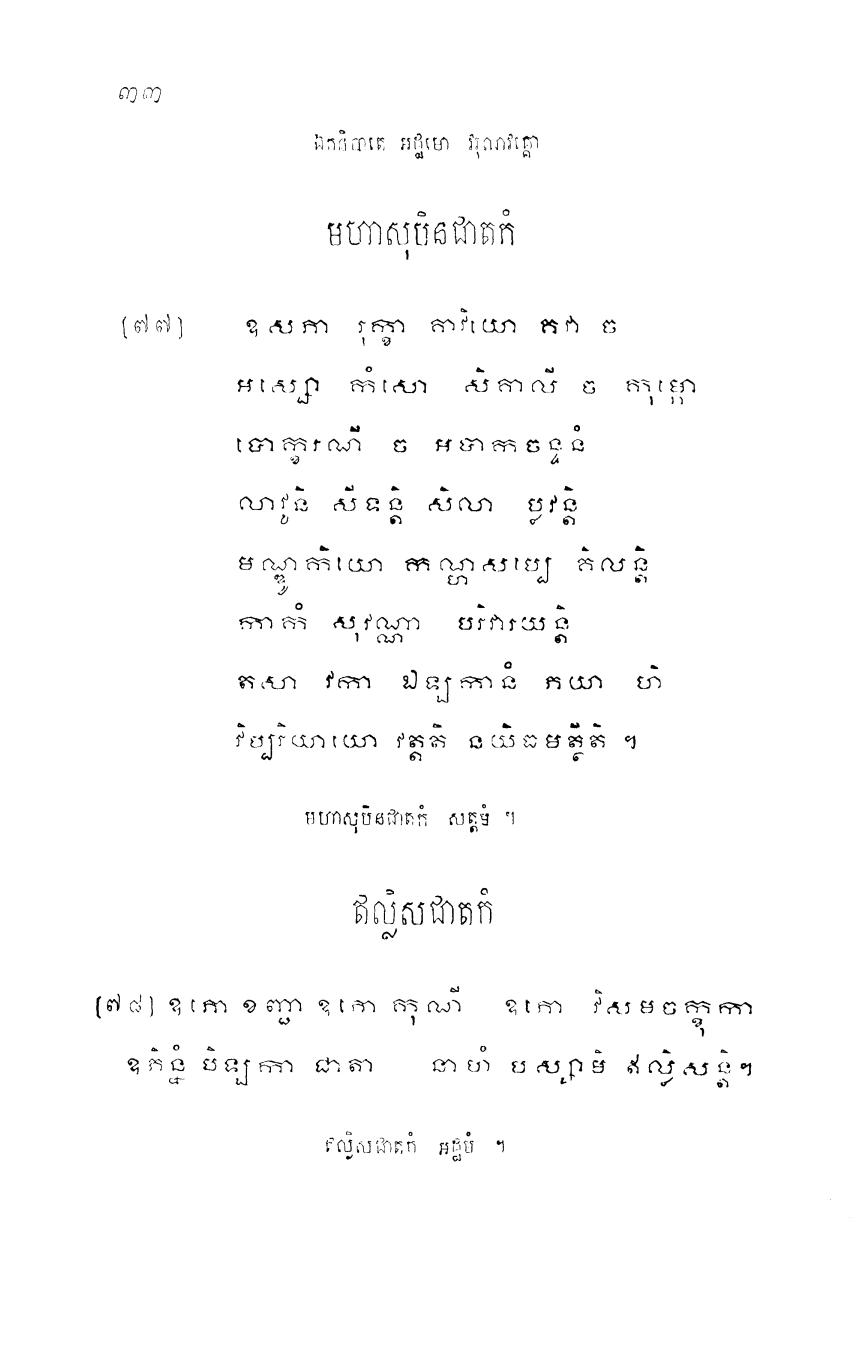 ៣៣
ឯកនិបាតេ អដ្ឋមោ វរុណវគ្គោ
មហាសុបិនជាតកំ
(៧៧) ឧសភា រុក្ខា គាវិយោ គវា ច
អស្សោ កំសោ សិកាលី ច កុម្ភោ
បោក្ខរណី ច អបាកចន្ទនំ
លាវូនិ សីទន្តិ សិលា ប្លវន្តិ
មណ្ឌូកិយោ កណ្ហសប្បេ គិលន្តិ
កាកំ សុវណ្ណា បរិវារយន្តិ
តសា វកា ឯឡកានំ ភយា ហិ
វិប្បរិយាយោ វត្តតិ នយិធមត្ថីតិ ។
មហាសុបិនជាតកំ សត្តមំ ។
ឥល្លិសជាតកំ
(៧៨) ឧភោ ខញ្ជា ឧភោ កុណី ឧភោ វិសមចក្ខុកា
ឧភិន្នំ បិឡកា ជាតា នាហំ បស្សាមិ ឥល្លិសន្តិ។
ឥល្លិសជាតកំ អដ្ឋមំ ។